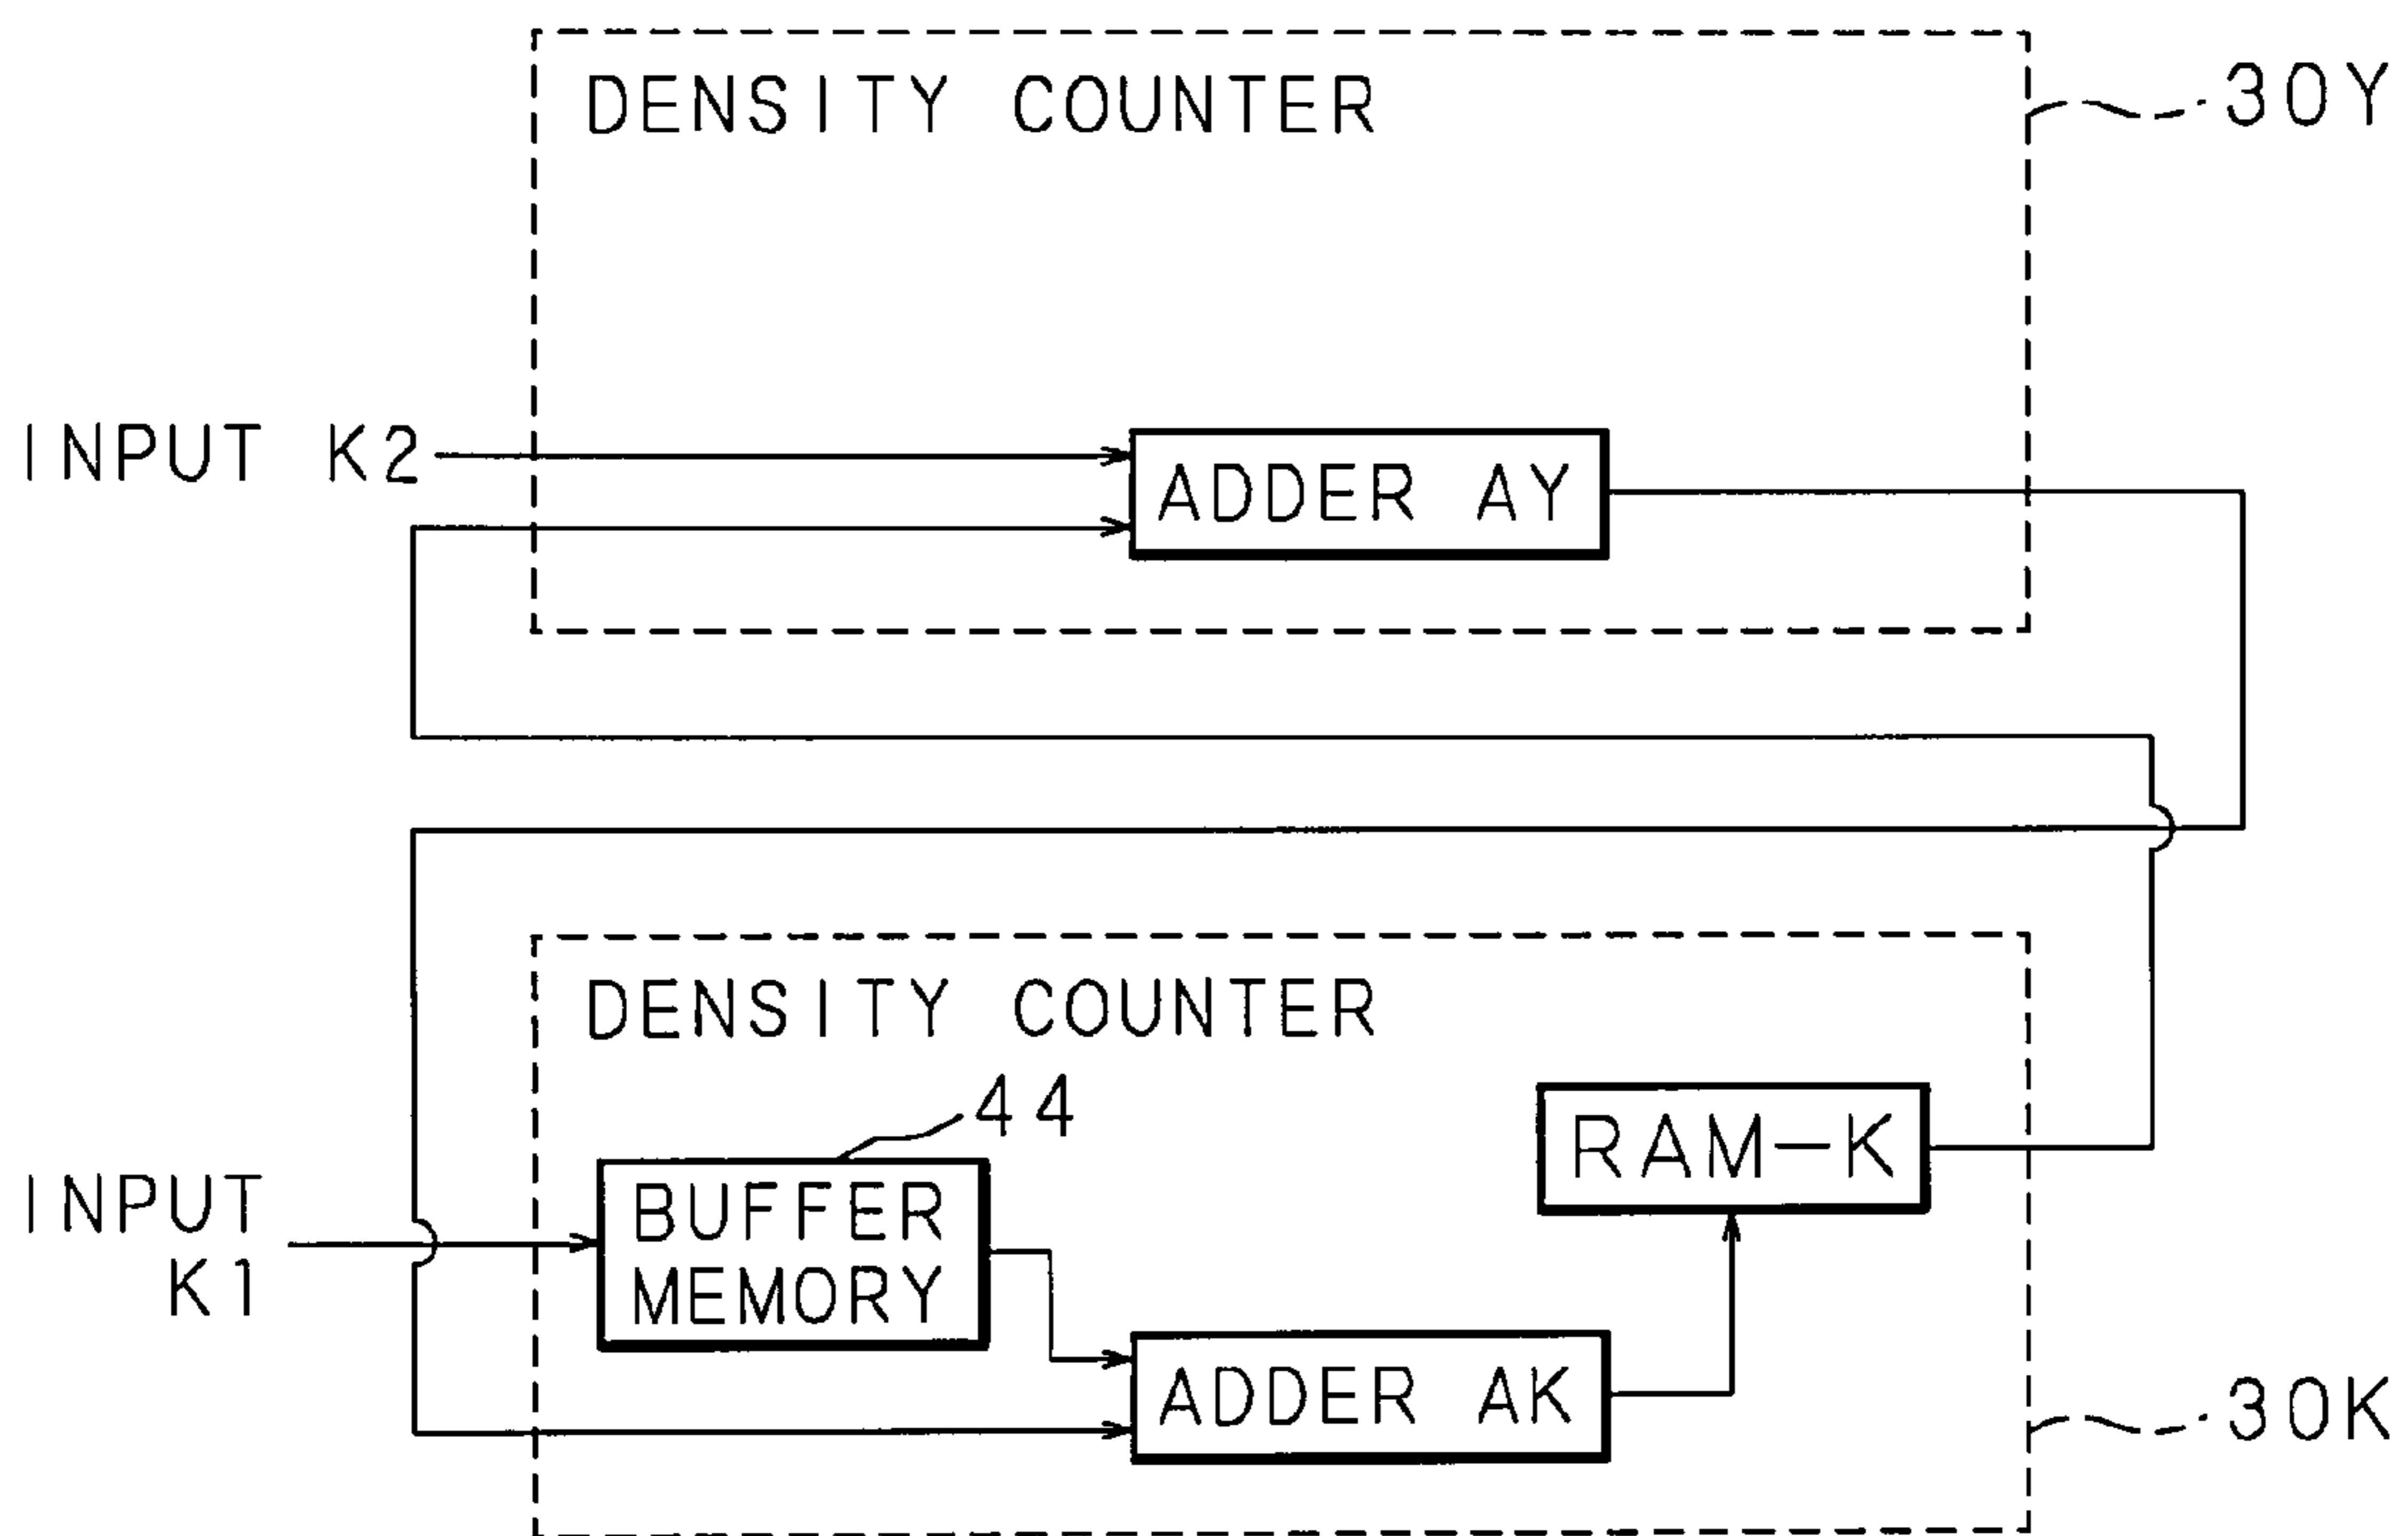 DENSITY COUNTER
30Y
INPUT K2
ADDER AY
DENSITY COUNTER
44
RAM-K
INPUT
K1
BUFFER
MEMORY
ADDER AK
30K